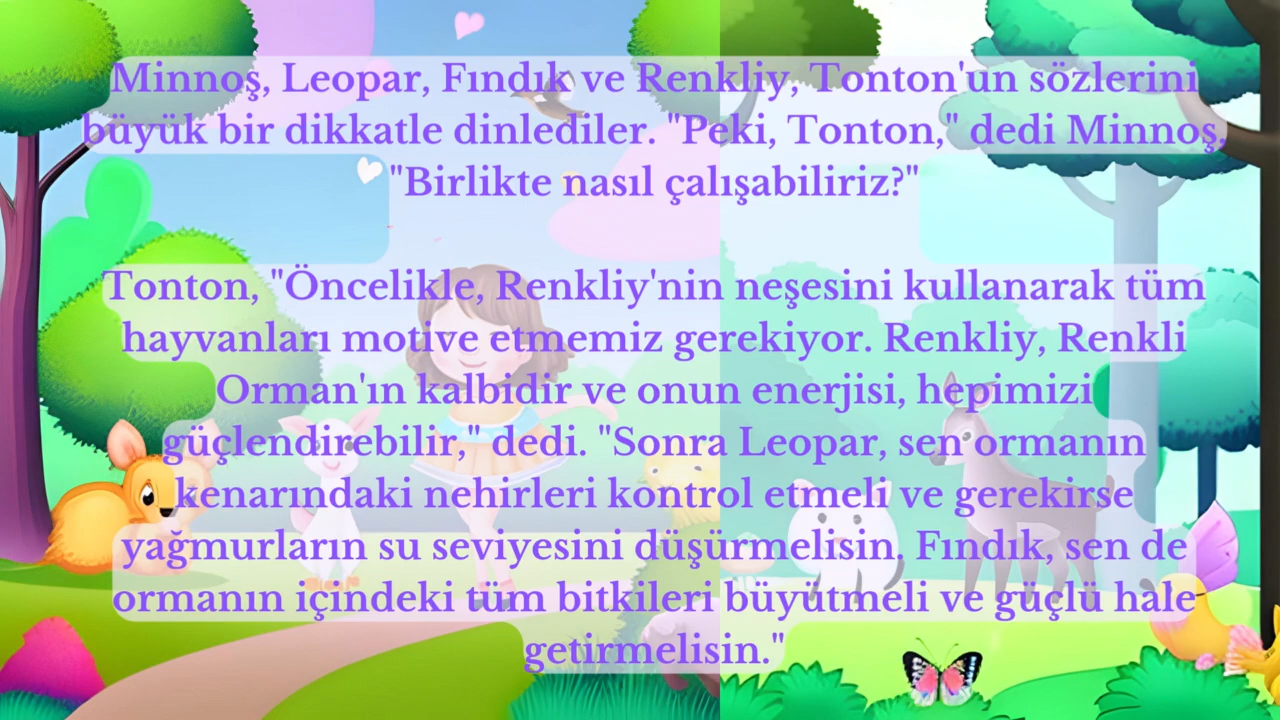 Minnoş, Leopar, Fındık ve Renkliy, Tonton'un sözlerini
büyük bir dikkatle dinlediler. "Peki, Tonton," dedi Minnoş,
"Birlikte nasıl çalışabiliriz?"
Tonton, "Öncelikle, Renkliy'nin neşesini kullanarak tüm
hayvanları motive etmemiz gerekiyor. Renkliy, Renkli
Orman'ın kalbidir ve onun enerjisi, hepimizi
güçlendirebilir," dedi. "Sonra Leopar, sen ormanın
kenarındaki nehirleri kontrol etmeli ve gerekirse
yağmurların su seviyesini düşürmelisin. Fındık, sen de
ormanın içindeki tüm bitkileri büyütmeli ve güçlü hale
getirmelisin."